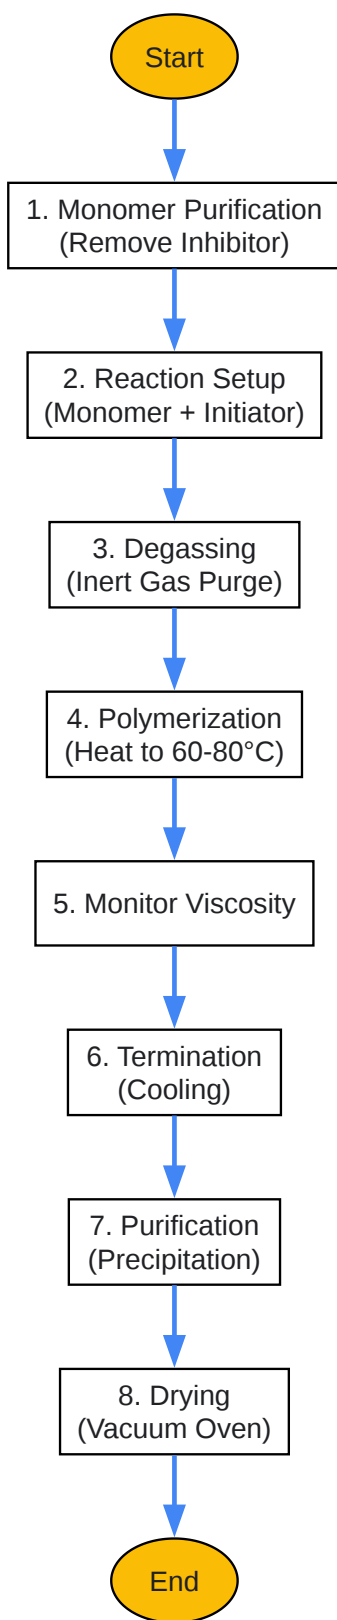 Start
1. Monomer Purification
(Remove Inhibitor)
2. Reaction Setup
(Monomer + Initiator)
3. Degassing
(Inert Gas Purge)
4. Polymerization
(Heat to 60-80°C)
5. Monitor Viscosity
6. Termination
(Cooling)
7. Purification
(Precipitation)
8. Drying
(Vacuum Oven)
End